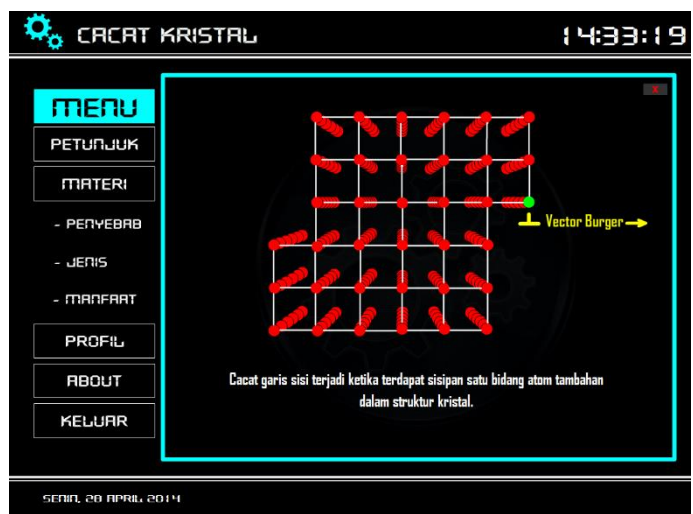 CACAT KRISTAL
14:33:19
MENU
X
PETUNJUK
MATERI
- PENYEBAB
- JENIS
- MANFAAT
PROFIL
ABOUT
KELUAR
Vector Burger
Cacat garis sisi terjadi ketika terdapat sisipan satu bidang atom tambahan
dalam struktur kristal.
SENIN, 28 APRIL 2014